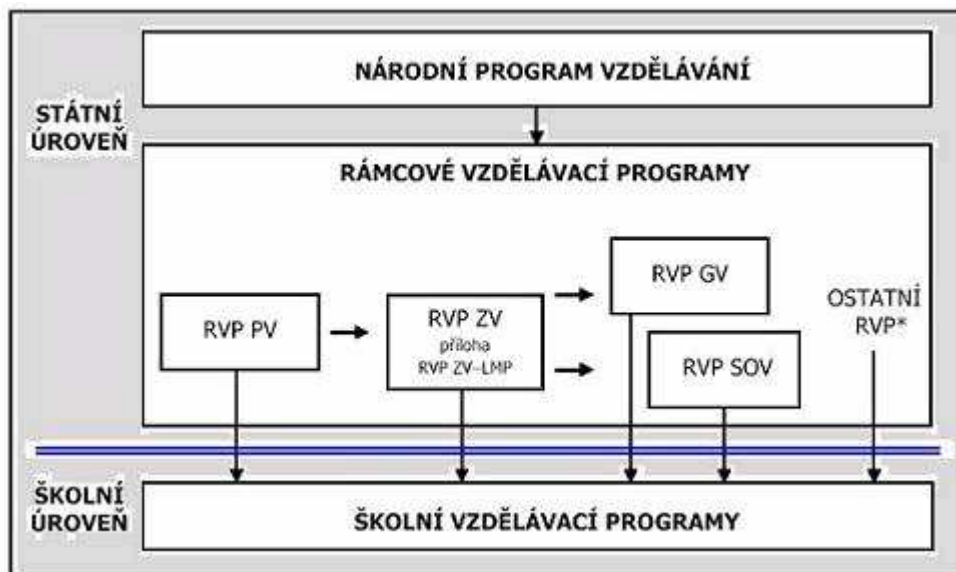 NÁRODNÍ PROGRAM VZDĚLÁVÁNÍ
STÁTNÍ
ÚROVEŇ
RÁMCOVÉ VZDĚLÁVACÍ PROGRAMY
RVP PV
RVP ZV
příloha
RVP ZV–LMP
RVP GV
RVP SOV
OSTATNÍ
RVP*
ŠKOLNÍ
ÚROVEŇ
ŠKOLNÍ VZDĚLÁVACÍ PROGRAMY